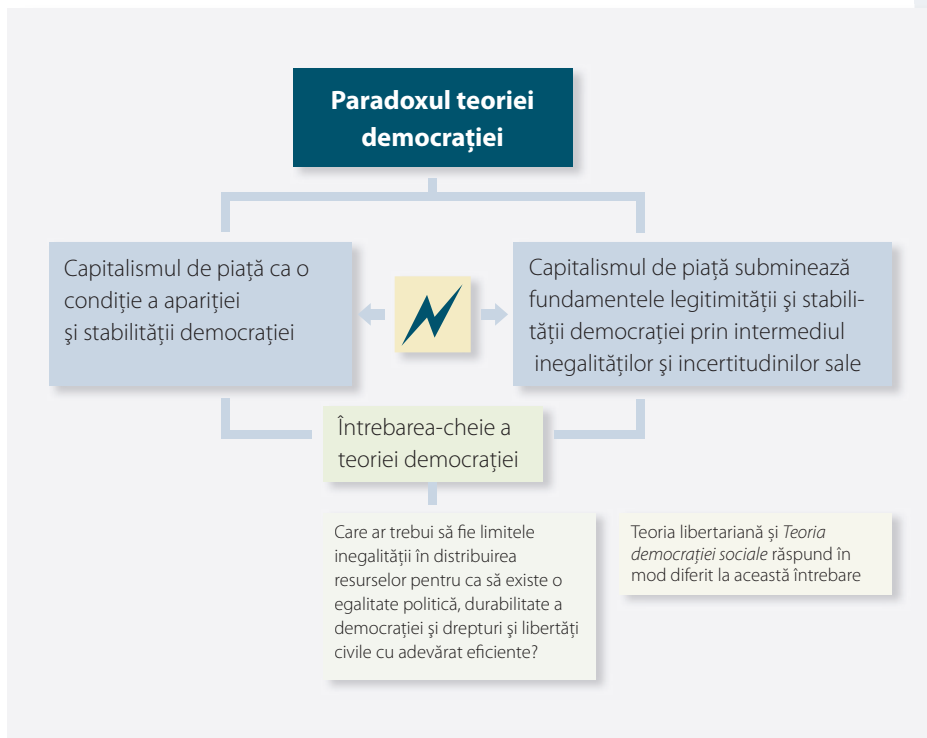 Paradoxul teoriei
democrației
Capitalismul de piață ca o
condiție a apariției
şi stabilității democrației
Capitalismul de piață subminează
fundamentele legitimității şi stabili-
tății democrației prin intermediul
inegalităților şi incertitudinilor sale
Întrebarea-cheie a
teoriei democrației
Care ar trebui să fie limitele
inegalității în distribuirea
resurselor pentru ca să existe o
egalitate politică, durabilitate a
democrației şi drepturi şi libertăți
civile cu adevărat eficiente?
Teoria libertariană și Teoria
democrației sociale răspund în
mod diferit la această întrebare